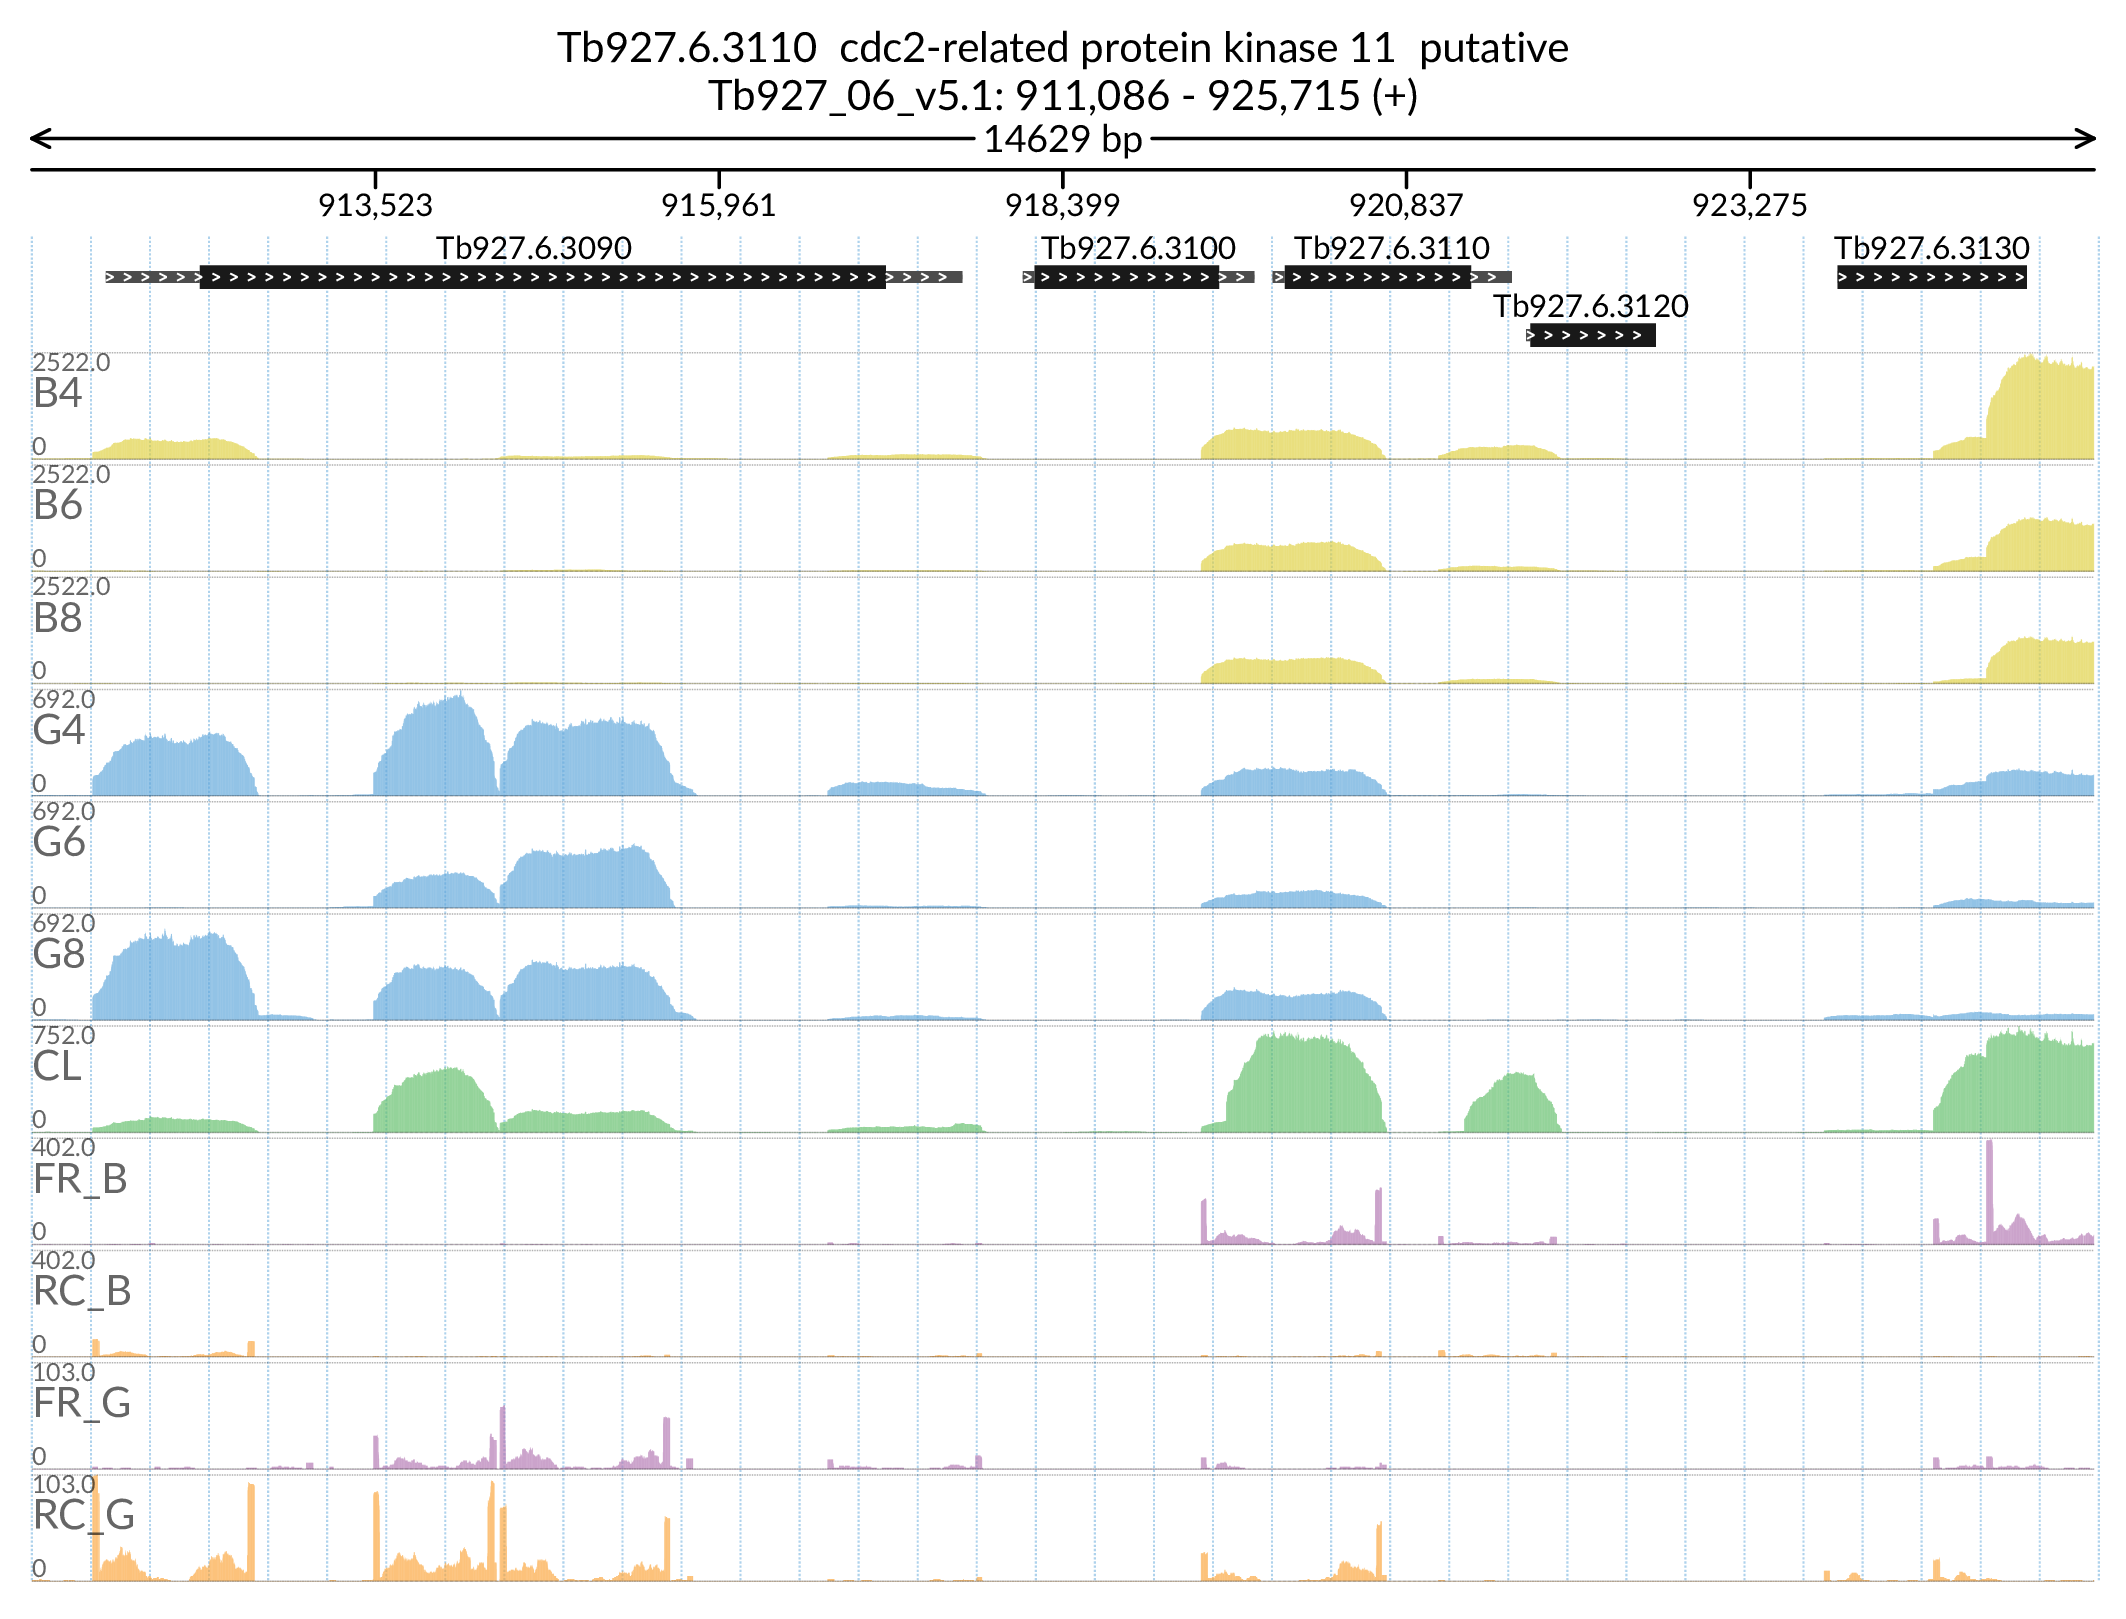 Tb927.6.3110  cdc2-related protein kinase 11  putative
Tb927_06_v5.1: 911,086 - 925,715 (+)
14629 bp
913,523 915,961 918,399 920,837 923,275
Tb927.6.3090 Tb927.6.3100 Tb927.6.3110 Tb927.6.3130
Tb927.6.3120
2522.0
B4
0
2522.0
B6
0
2522.0
B8
0
692.0
G4
0
692.0
G6
0
692.0
G8
0
752.0
CL
0
402.0
FR_B
0
402.0
RC_B
0
103.0
FR_G
0
103.0
RC_G
0